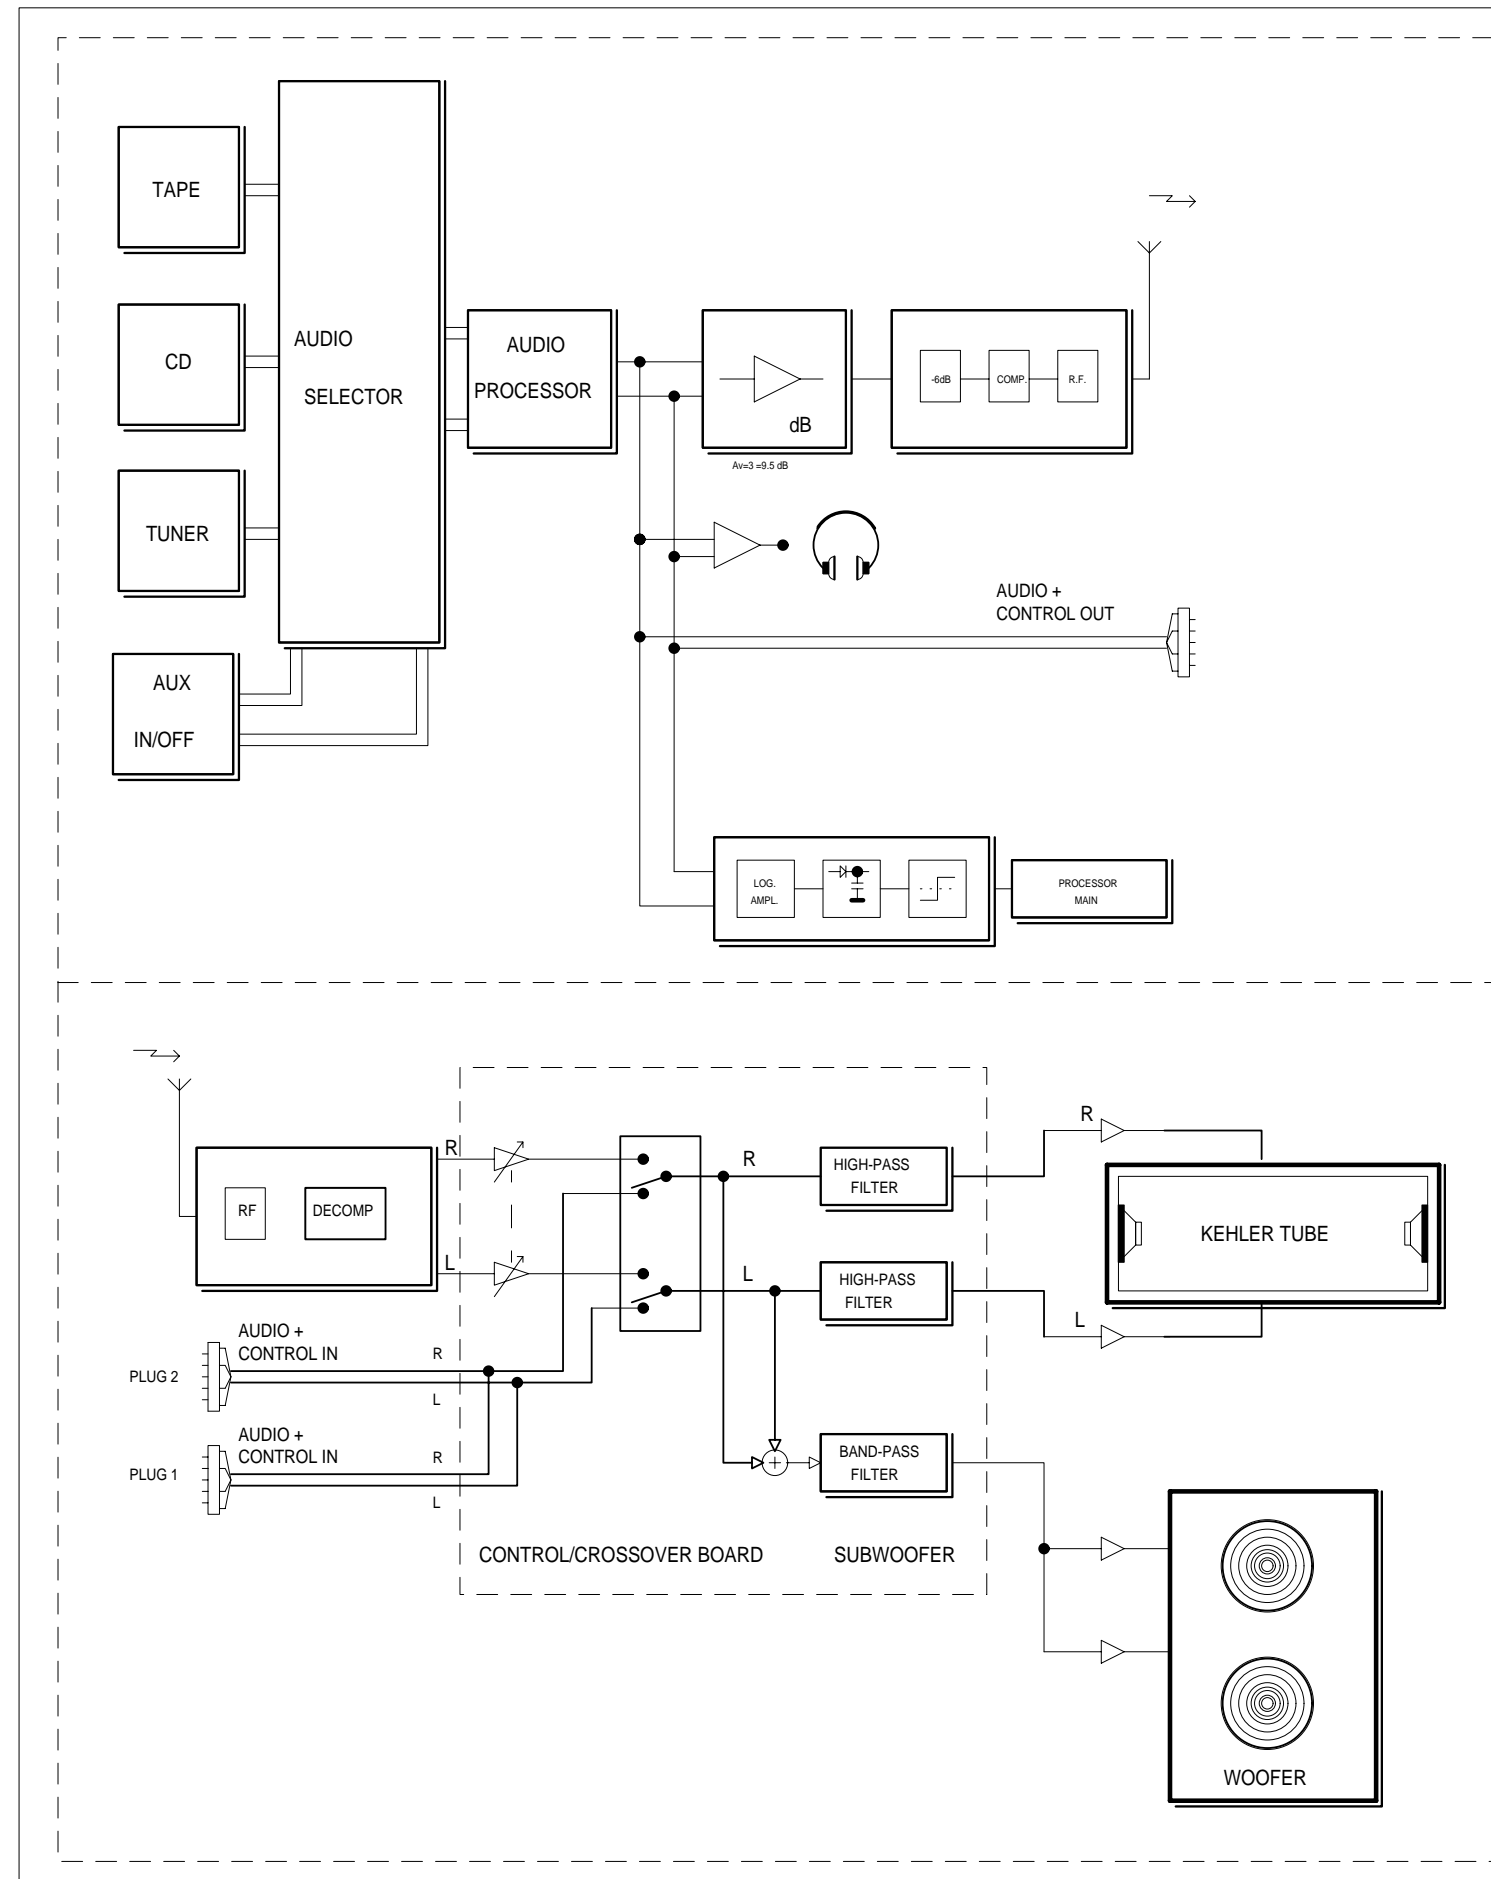 TAPE
CD
TUNER
AUX
IN/OFF
AUDIO
SELECTOR
AUDIO
PROCESSOR
dB
Av=3 =9.5 dB
-6dB
COMP.
R.F.
AUDIO +
CONTROL OUT
LOG.
AMPL.
PROCESSOR
MAIN
RF
DECOMP
R
L
AUDIO +
CONTROL IN
R
PLUG 2
L
AUDIO +
CONTROL IN
R
PLUG 1
L
R
L
HIGH-PASS
FILTER
HIGH-PASS
FILTER
BAND-PASS
FILTER
CONTROL/CROSSOVER BOARD
SUBWOOFER
R
KEHLER TUBE
L
WOOFER